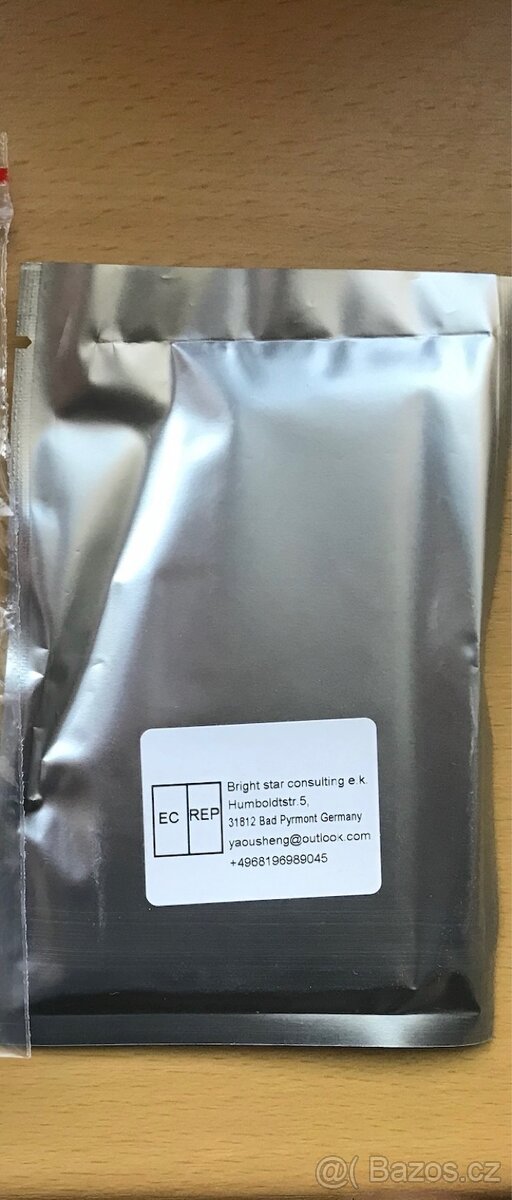 EC REP
Bright star consulting e.k.
Humboldtstr.5,
31812 Bad Pyrmont Germany
yaousheng@outlook.com
+4968196989045
@( Bazos.cz